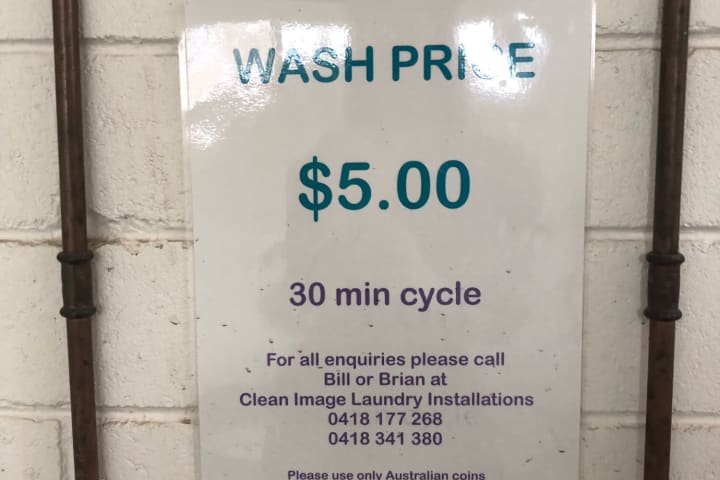 WASH PRICE
$5.00
30 min cycle
For all enquiries please call
Bill or Brian at
Clean Image Laundry Installations
0418 177 268
0418 341 380
Please use only Australian coins